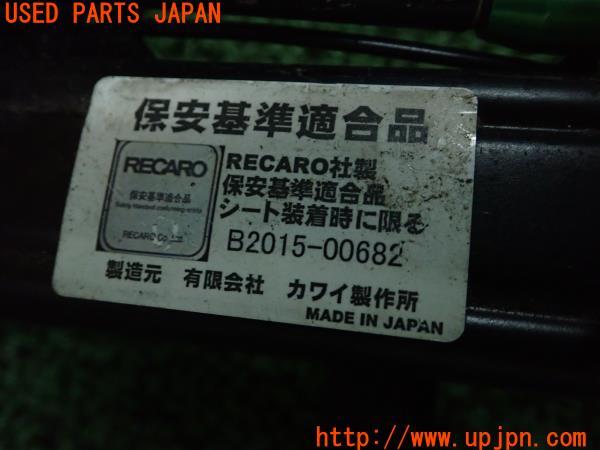 USED PARTS JAPAN
保安基準適合品
RECARO
保安基準適合品
RECARO Co.,Ltd.
RECARO社製
保安基準適合品
シート装着時に限る
B2015-00682
製造元 有限会社 カワイ製作所
MADE IN JAPAN
http://www.upjpn.com/